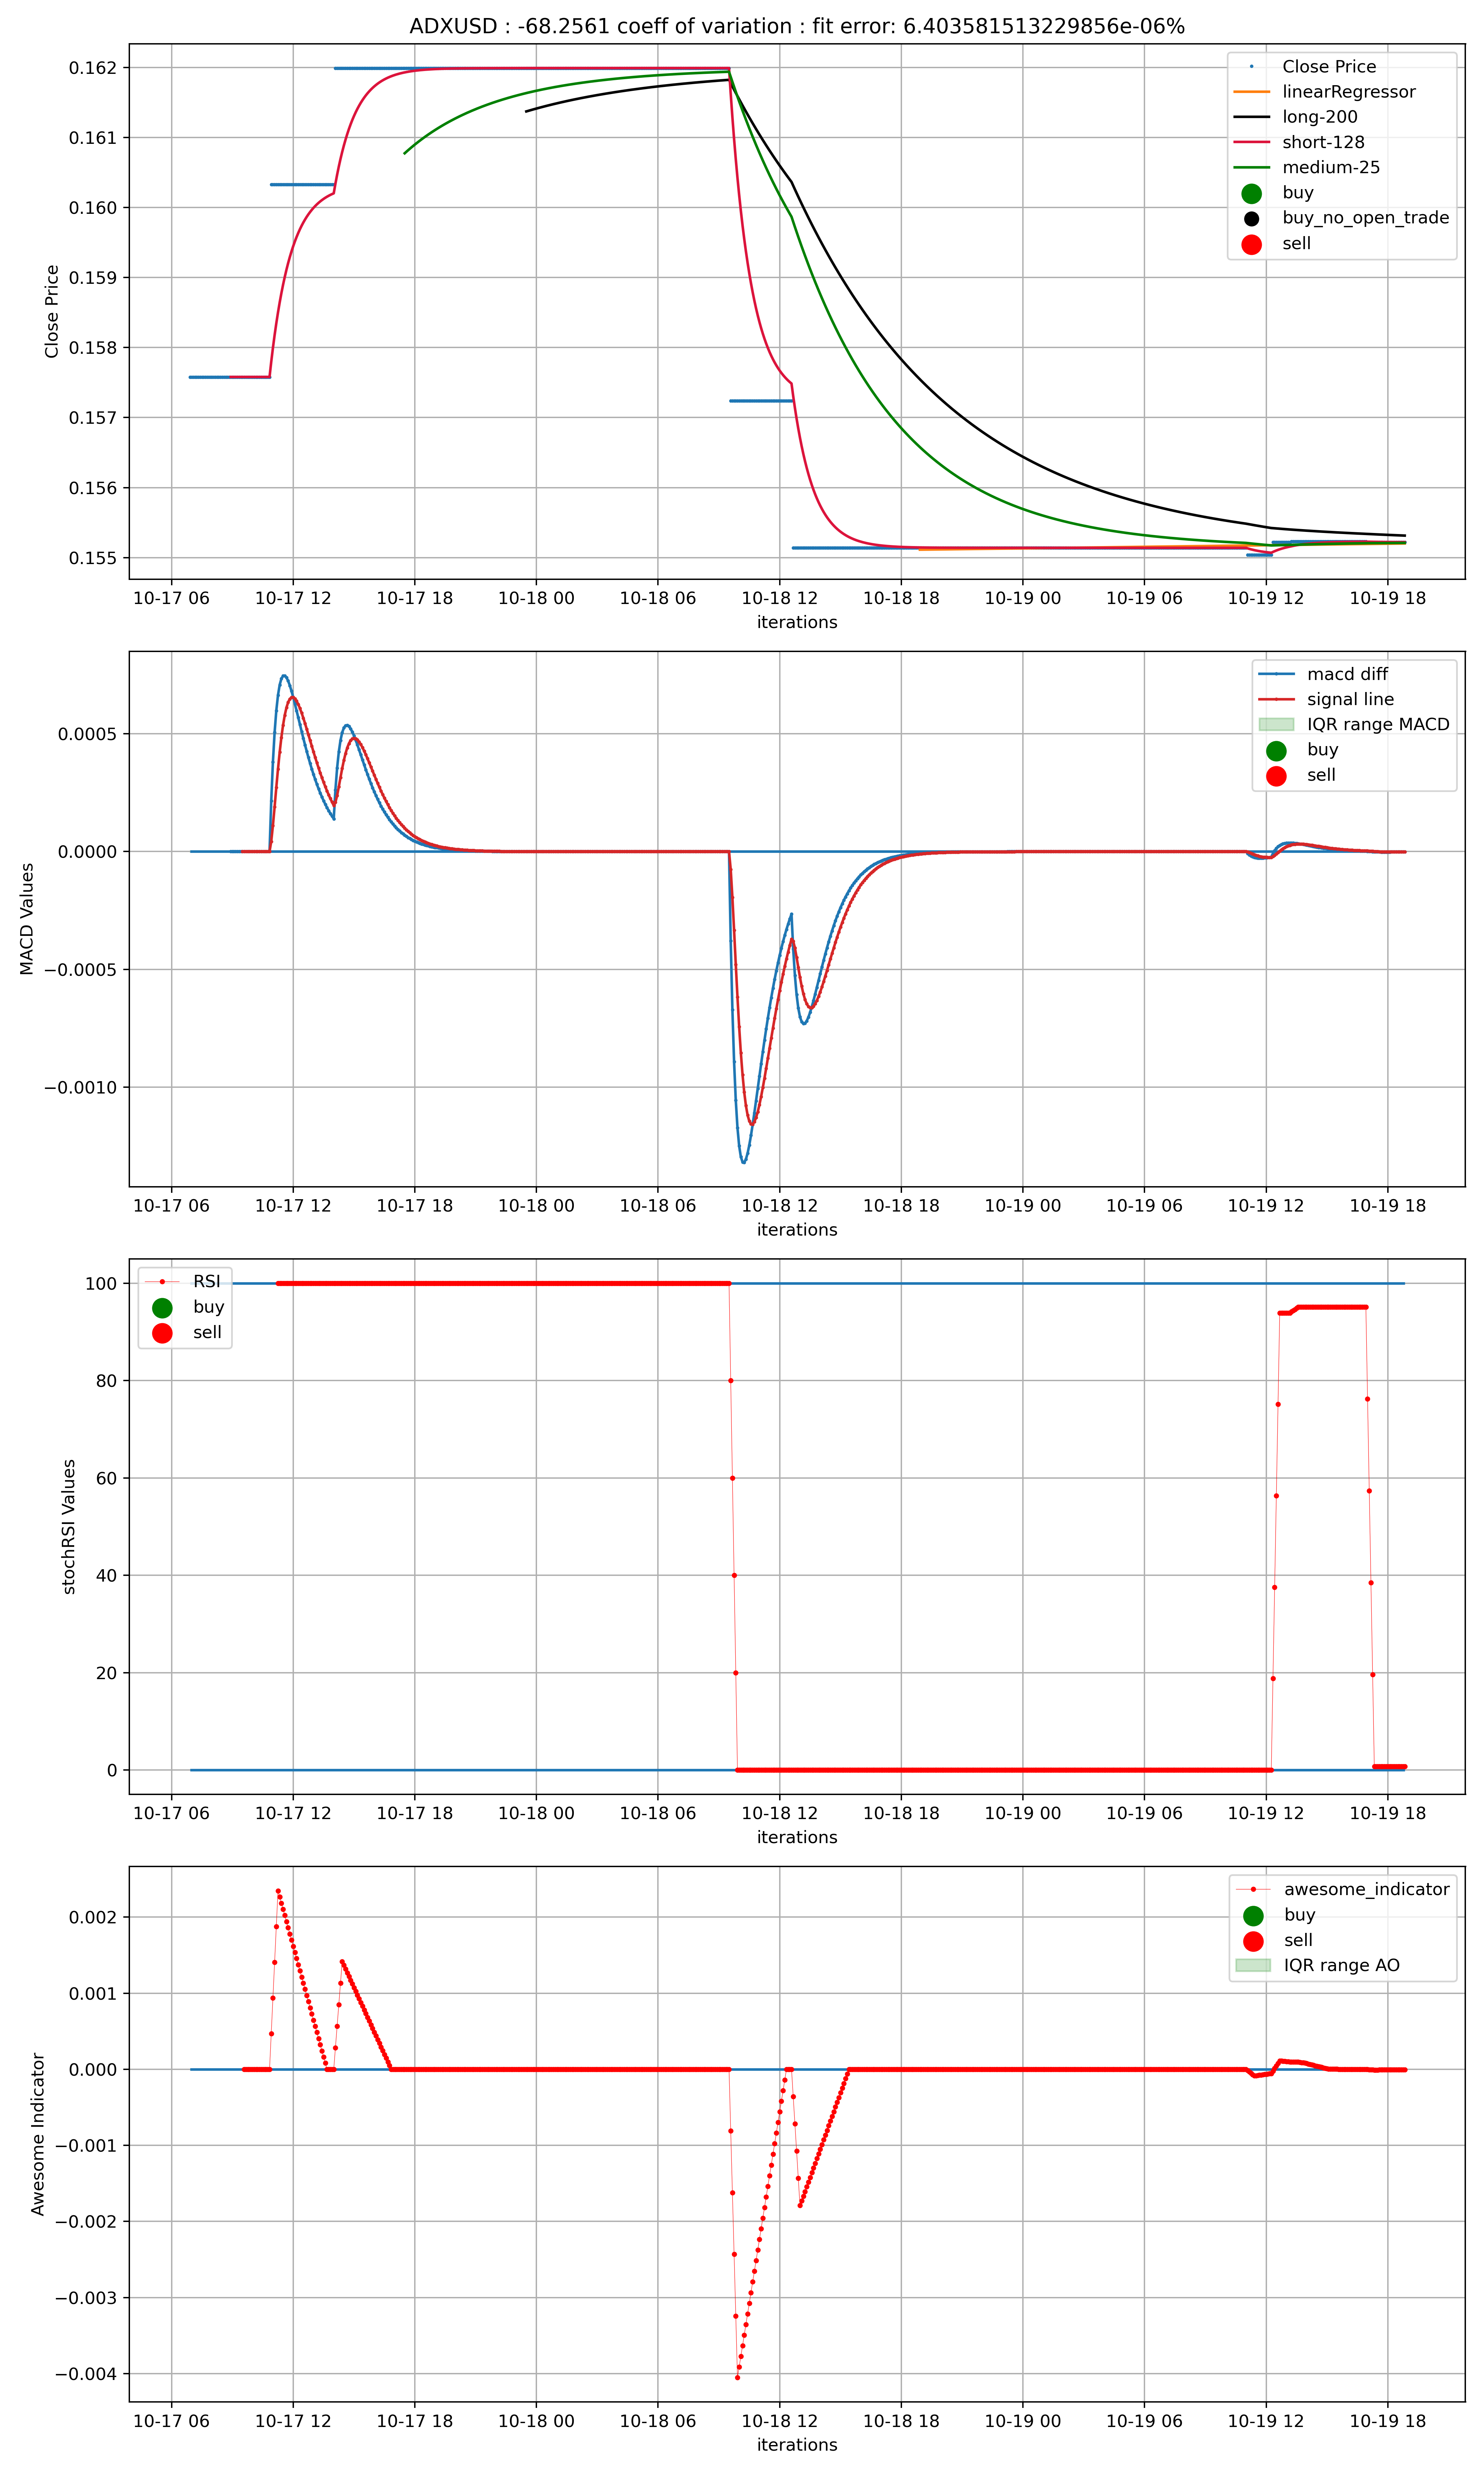 ADXUSD : -68.2561 coeff of variation : fit error: 6.403581513229856e-06%
Close Price
0.162
0.161
0.160
0.159
0.158
0.157
0.156
0.155
Close Price
linearRegressor
long-200
short-128
medium-25
buy
buy_no_open_trade
sell
10-17 06 10-17 12 10-17 18 10-18 00 10-18 06 10-18 12 10-18 18 10-19 00 10-19 06 10-19 12 10-19 18
iterations
MACD Values
0.0005
0.0000
−0.0005
−0.0010
macd diff
signal line
IQR range MACD
buy
sell
10-17 06 10-17 12 10-17 18 10-18 00 10-18 06 10-18 12 10-18 18 10-19 00 10-19 06 10-19 12 10-19 18
iterations
stochRSI Values
100
80
60
40
20
0
RSI
buy
sell
10-17 06 10-17 12 10-17 18 10-18 00 10-18 06 10-18 12 10-18 18 10-19 00 10-19 06 10-19 12 10-19 18
iterations
Awesome Indicator
0.002
0.001
0.000
−0.001
−0.002
−0.003
−0.004
awesome_indicator
buy
sell
IQR range AO
10-17 06 10-17 12 10-17 18 10-18 00 10-18 06 10-18 12 10-18 18 10-19 00 10-19 06 10-19 12 10-19 18
iterations